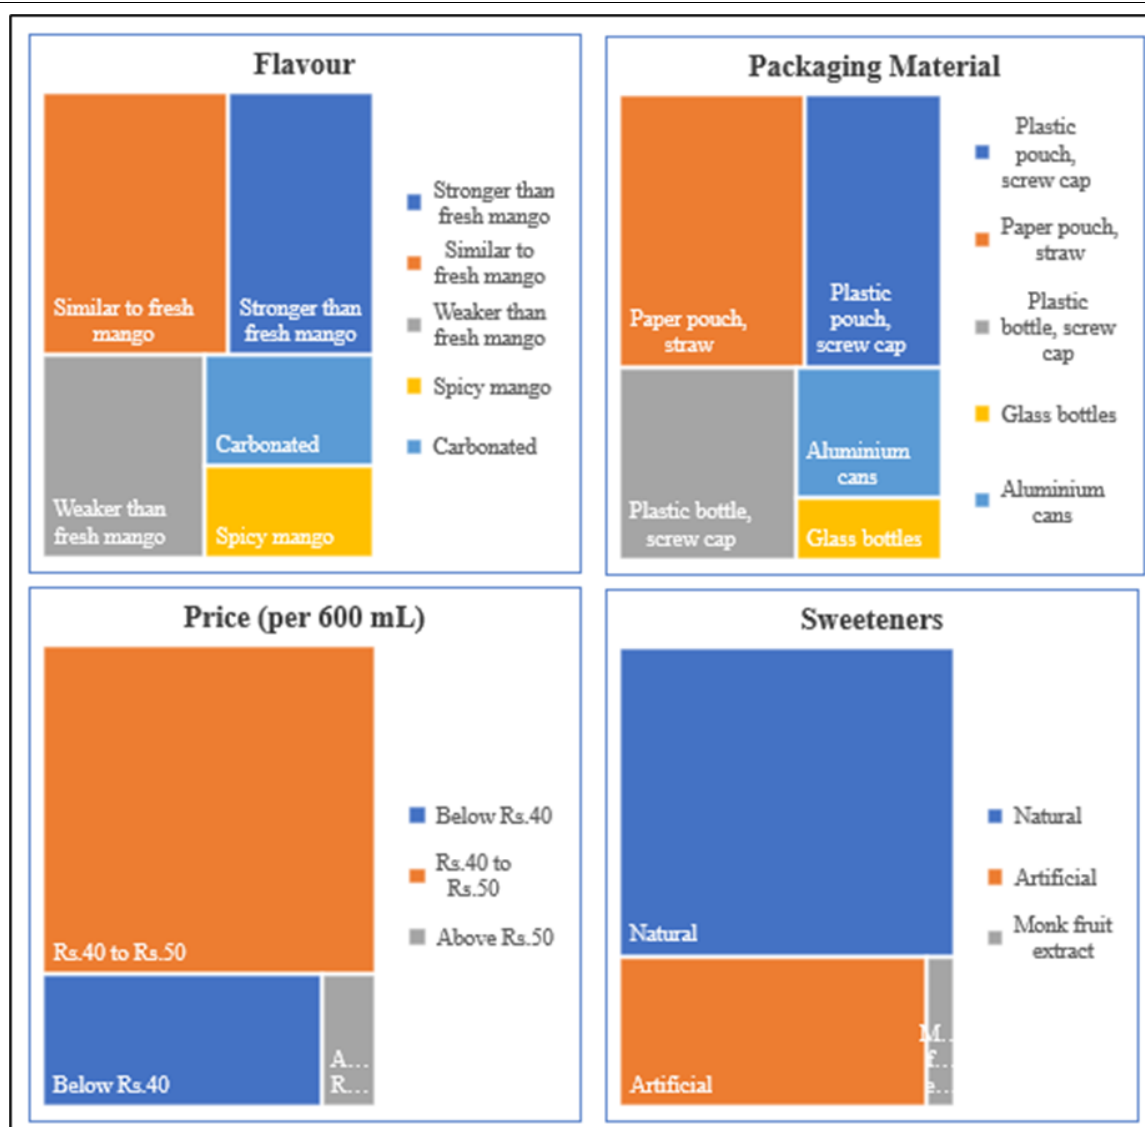 Flavour
Similar to fresh
mango
Stronger than
fresh mango
Weaker than
fresh mango
Carbonated
Spicy mango
Stronger than
fresh mango
Similar to
fresh mango
Weaker than
fresh mango
Spicy mango
Carbonated
Packaging Material
Paper pouch,
straw
Plastic
pouch,
screw cap
Plastic bottle,
screw cap
Aluminium
cans
Glass bottles
Plastic
pouch,
screw cap
Paper pouch,
straw
Plastic
bottle, screw
cap
Glass bottles
Aluminium
cans
Price (per 600 mL)
Rs.40 to Rs.50
Below Rs.40
A...
R...
Below Rs.40
Rs.40 to
Rs.50
Above Rs.50
Sweeteners
Natural
Artificial
M...
f...
e...
Natural
Artificial
Monk fruit
extract